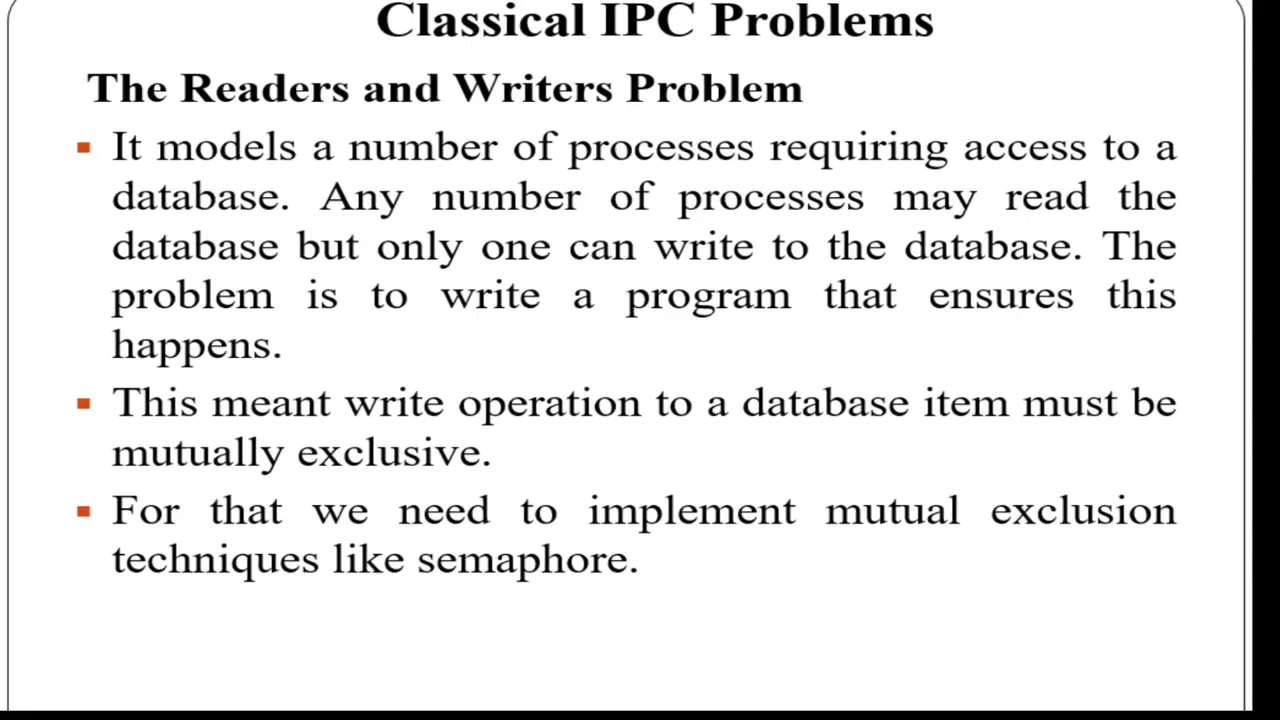 Classical IPC Problems
The Readers and Writers Problem
▪ It models a number of processes requiring access to a
database. Any number of processes may read the
database but only one can write to the database. The
problem is to write a program that ensures this
happens.
▪ This meant write operation to a database item must be
mutually exclusive.
▪ For that we need to implement mutual exclusion
techniques like semaphore.